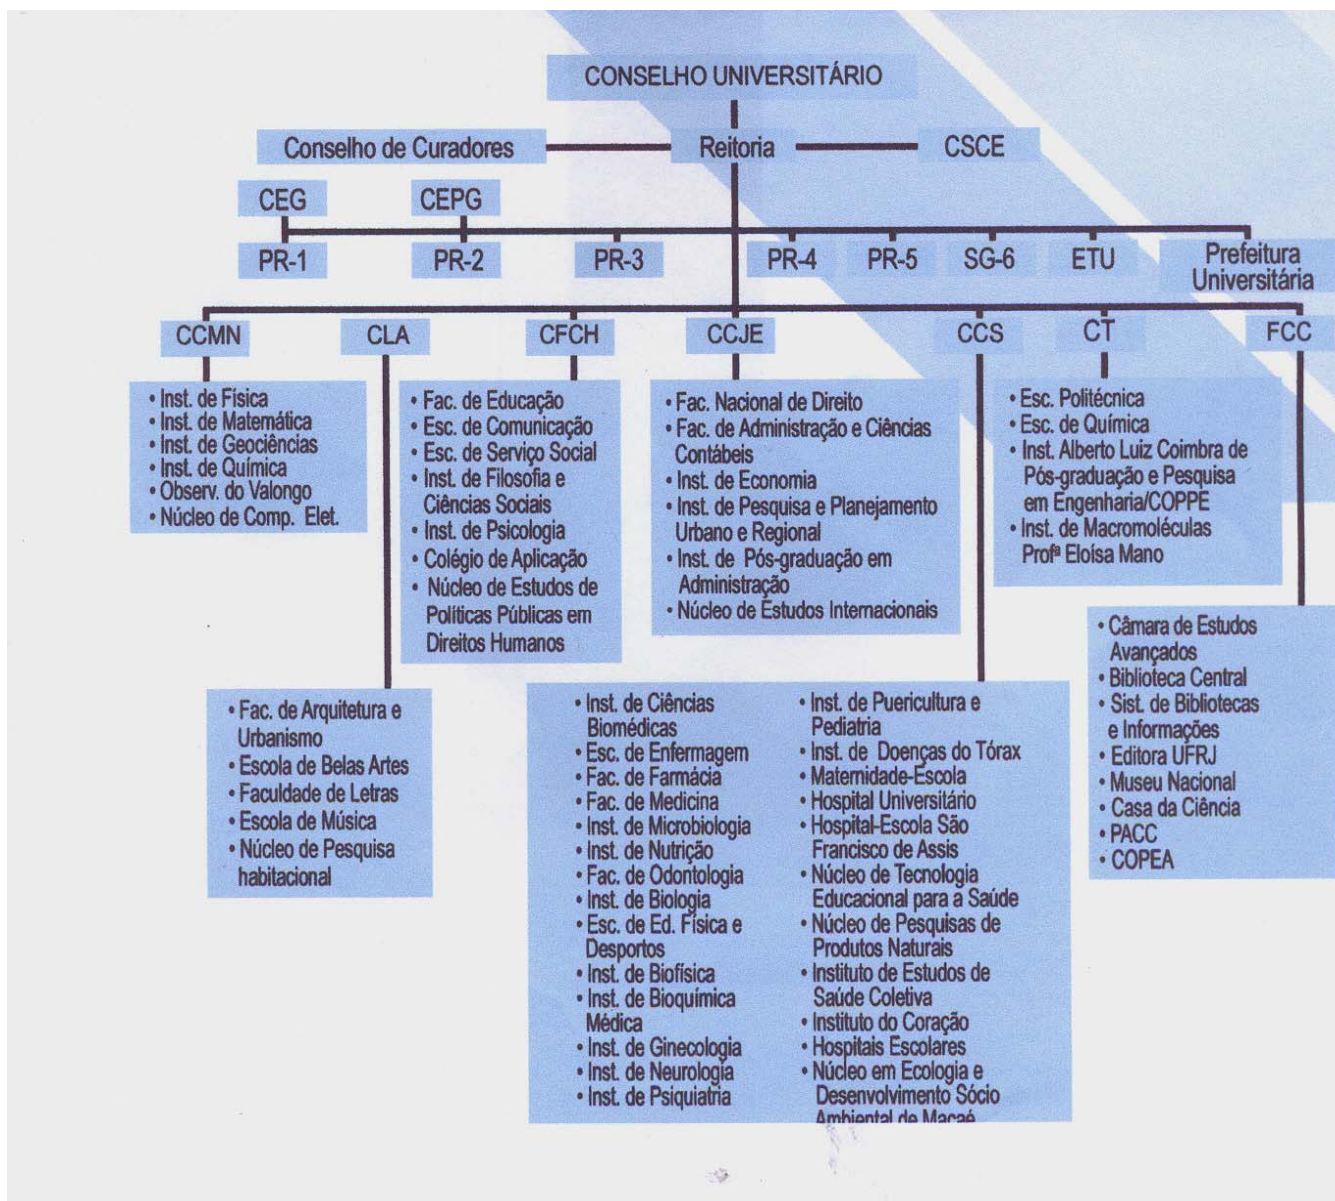 CONSELHO UNIVERSITÁRIO
Conselho de Curadores
Reitoria
CSCE
CEG
CEPG
PR-1
PR-2
PR-3
PR-4
PR-5
SG-6
ETU
Prefeitura
Universitária
CCMN
CLA
CFCH
CCJE
CCS
CT
FCC
• Inst. de Física
• Inst. de Matemática
• Inst. de Geociências
• Inst. de Química
• Observ. do Valongo
• Núcleo de Comp. Elet.
• Fac. de Arquitetura e
Urbanismo
• Escola de Belas Artes
• Faculdade de Letras
• Escola de Música
• Núcleo de Pesquisa
habitacional
• Fac. de Educação
• Esc. de Comunicação
• Esc. de Serviço Social
• Inst. de Filosofia e
Ciências Sociais
• Inst. de Psicologia
• Colégio de Aplicação
• Núcleo de Estudos de
Políticas Públicas em
Direitos Humanos
• Fac. Nacional de Direito
• Fac. de Administração e Ciências
Contábeis
• Inst. de Economia
• Inst. de Pesquisa e Planejamento
Urbano e Regional
• Inst. de Pós-graduação em
Administração
• Núcleo de Estudos Internacionais
• Inst. de Ciências
Biomédicas
• Esc. de Enfermagem
• Fac. de Farmácia
• Fac. de Medicina
• Inst. de Microbiologia
• Inst. de Nutrição
• Fac. de Odontologia
• Inst. de Biologia
• Esc. de Ed. Física e
Desportos
• Inst. de Biofísica
• Inst. de Bioquímica
Médica
• Inst. de Ginecologia
• Inst. de Neurologia
• Inst. de Psiquiatria
• Inst. de Puericultura e
Pediatria
• Inst. de Doenças do Tórax
• Maternidade-Escola
• Hospital Universitário
• Hospital-Escola São
Francisco de Assis
• Núcleo de Tecnologia
Educacional para a Saúde
• Núcleo de Pesquisas de
Produtos Naturais
• Instituto de Estudos de
Saúde Coletiva
• Instituto do Coração
• Hospitais Escolares
• Núcleo em Ecologia e
Desenvolvimento Sócio
Ambiental de Macaé
• Esc. Politécnica
• Esc. de Química
• Inst. Alberto Luiz Coimbra de
Pós-graduação e Pesquisa
em Engenharia/COPPE
• Inst. de Macromoléculas
Profª Eloísa Mano
• Câmara de Estudos
Avançados
• Biblioteca Central
• Sist. de Bibliotecas
e Informações
• Editora UFRJ
• Museu Nacional
• Casa da Ciência
• PACC
• COPEA